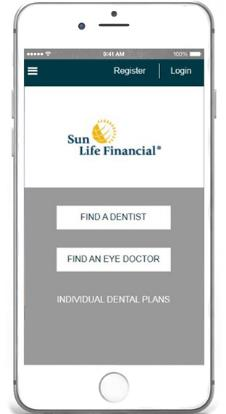 9:41 AM
100%
Register
Login
Sun
Life Financial®
FIND A DENTIST
FIND AN EYE DOCTOR
INDIVIDUAL DENTAL PLANS